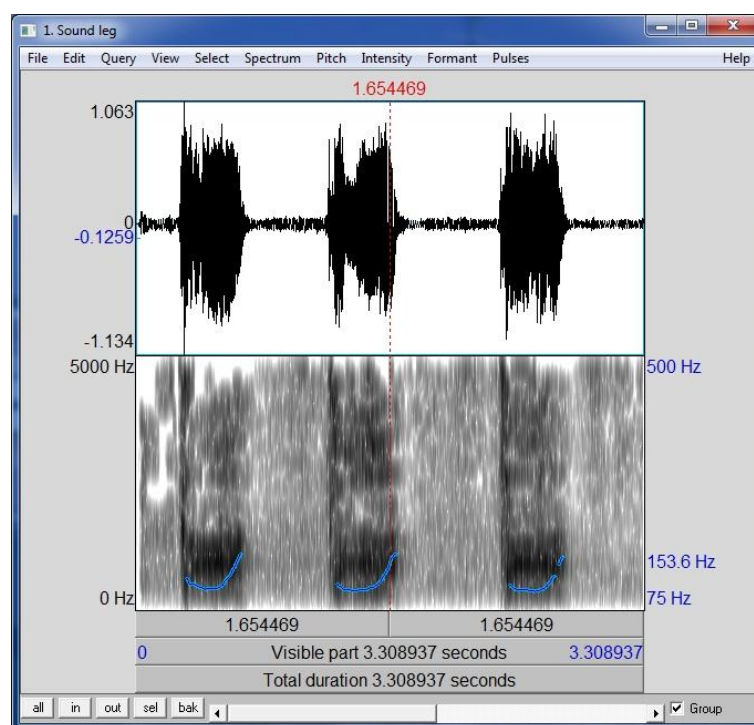 1. Sound leg
File Edit Query View Select Spectrum Pitch Intensity Formant Pulses Help
1.654469
1.063
0
-0.1259
-1.134
5000 Hz 500 Hz
153.6 Hz
0 Hz 75 Hz
1.654469 1.654469
0 Visible part 3.308937 seconds 3.308937
Total duration 3.308937 seconds
all in out sel bak Group